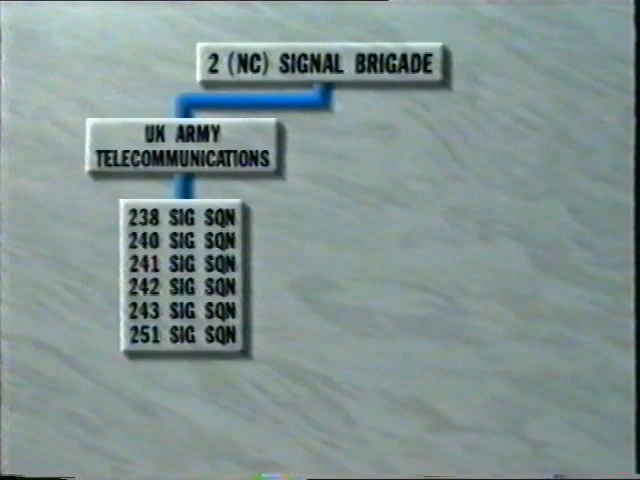 2 (NC) SIGNAL BRIGADE
UK ARMY
TELECOMMUNICATIONS
238 SIG SQN
240 SIG SQN
241 SIG SQN
242 SIG SQN
243 SIG SQN
251 SIG SQN